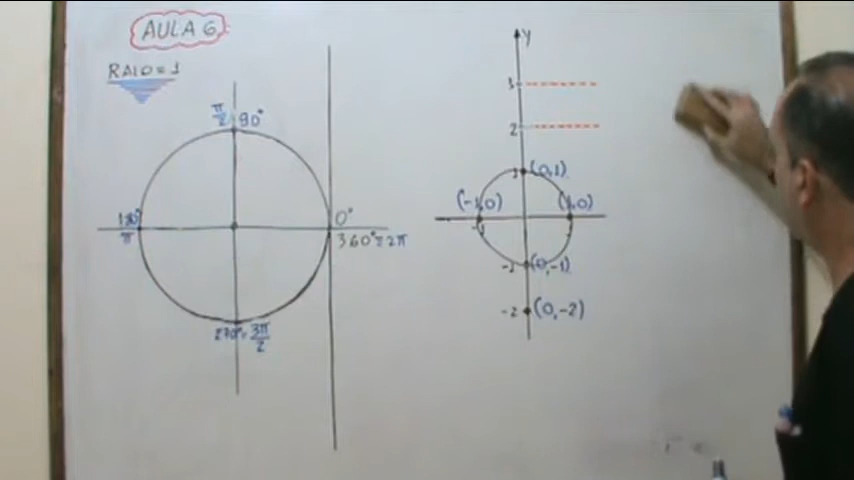 AULA 6
RAIO = 1
π/2 90°
180° π
0°
360° = 2π
270° = 3π/2
y
3
2
1 (0,1)
(-1,0) (1,0)
-1 1
-1 (0,-1)
-2 (0,-2)